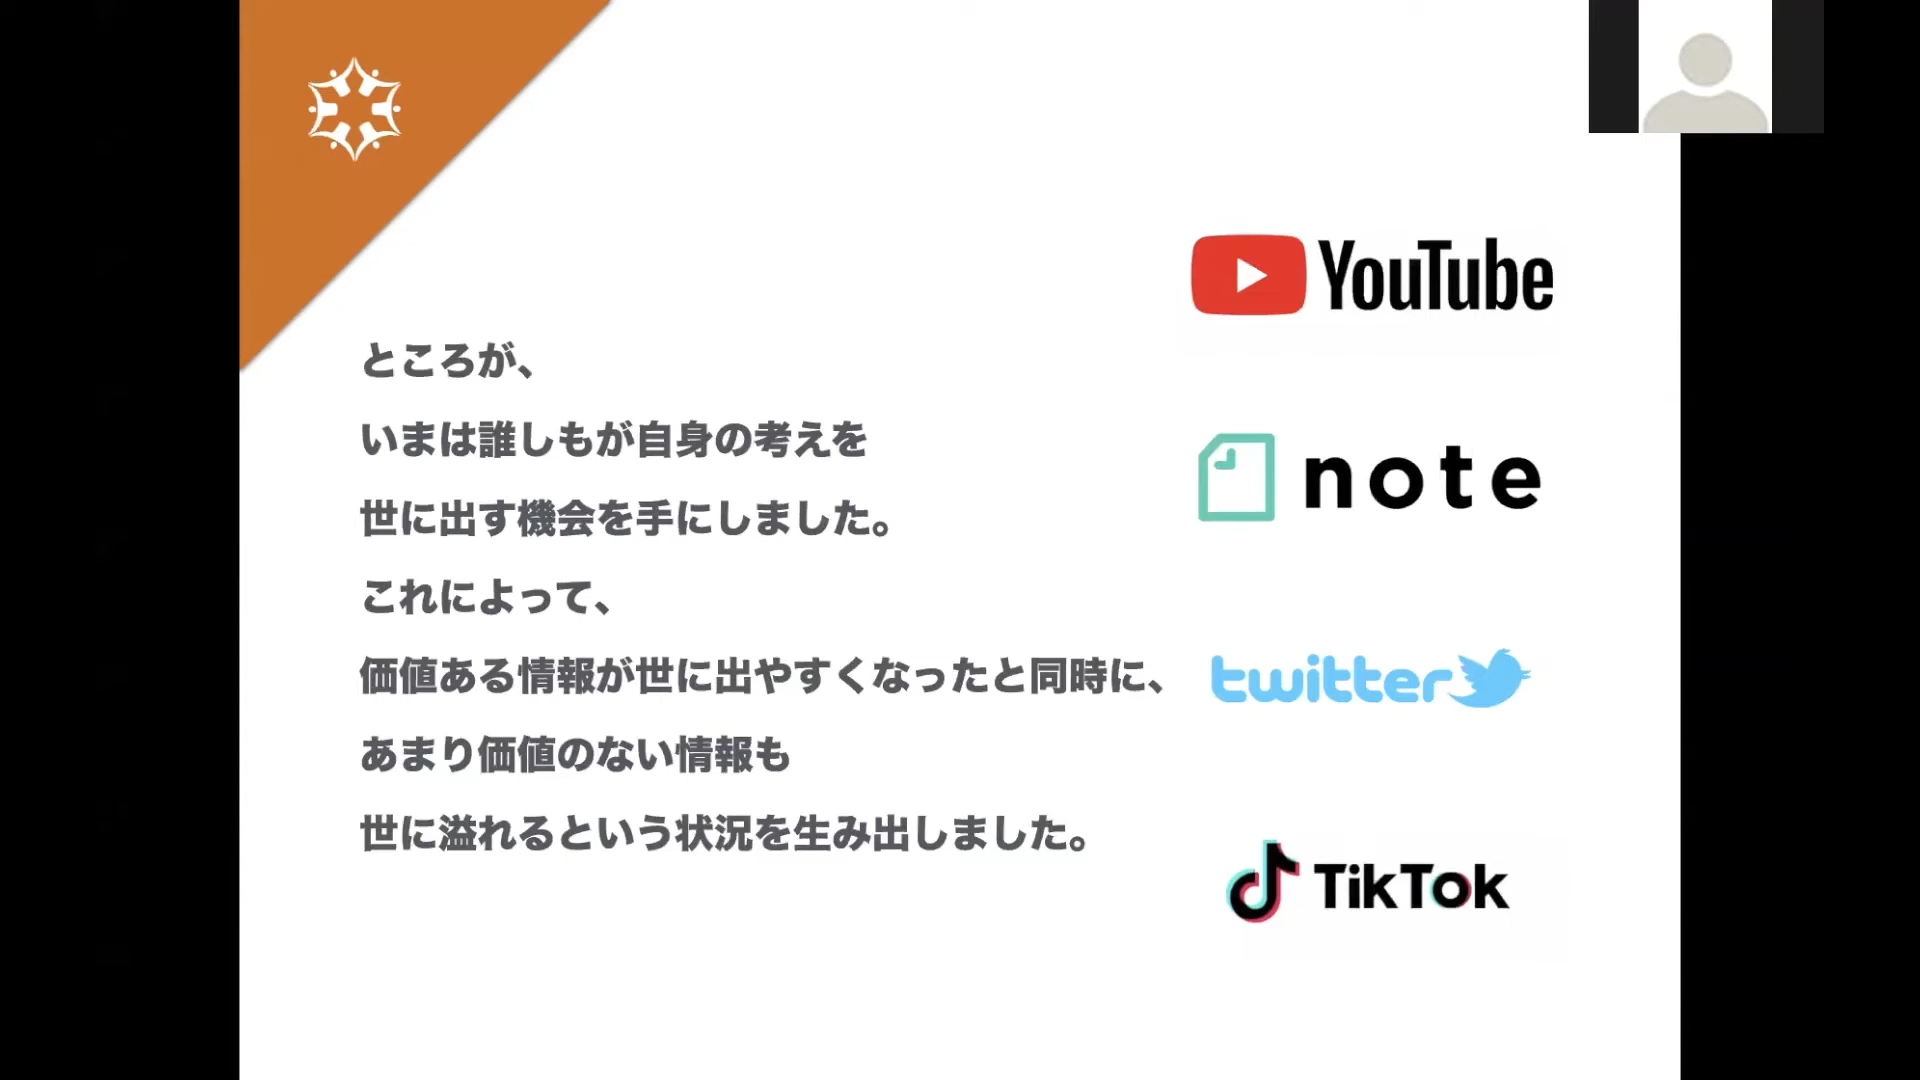 ところが、
いまは誰しもが自身の考えを
世に出す機会を手にしました。
これによって、
価値ある情報が世に出やすくなったと同時に、
あまり価値のない情報も
世に溢れるという状況を生み出しました。
YouTube
note
twitter
TikTok